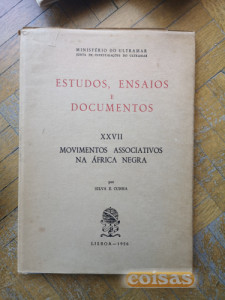 MINISTÉRIO DO ULTRAMAR
JUNTA DE INVESTIGAÇÕES DO ULTRAMAR
ESTUDOS, ENSAIOS
E
DOCUMENTOS
XXVII
MOVIMENTOS ASSOCIATIVOS
NA ÁFRICA NEGRA
por
SILVA E CUNHA
LISBOA – 1956
coisas